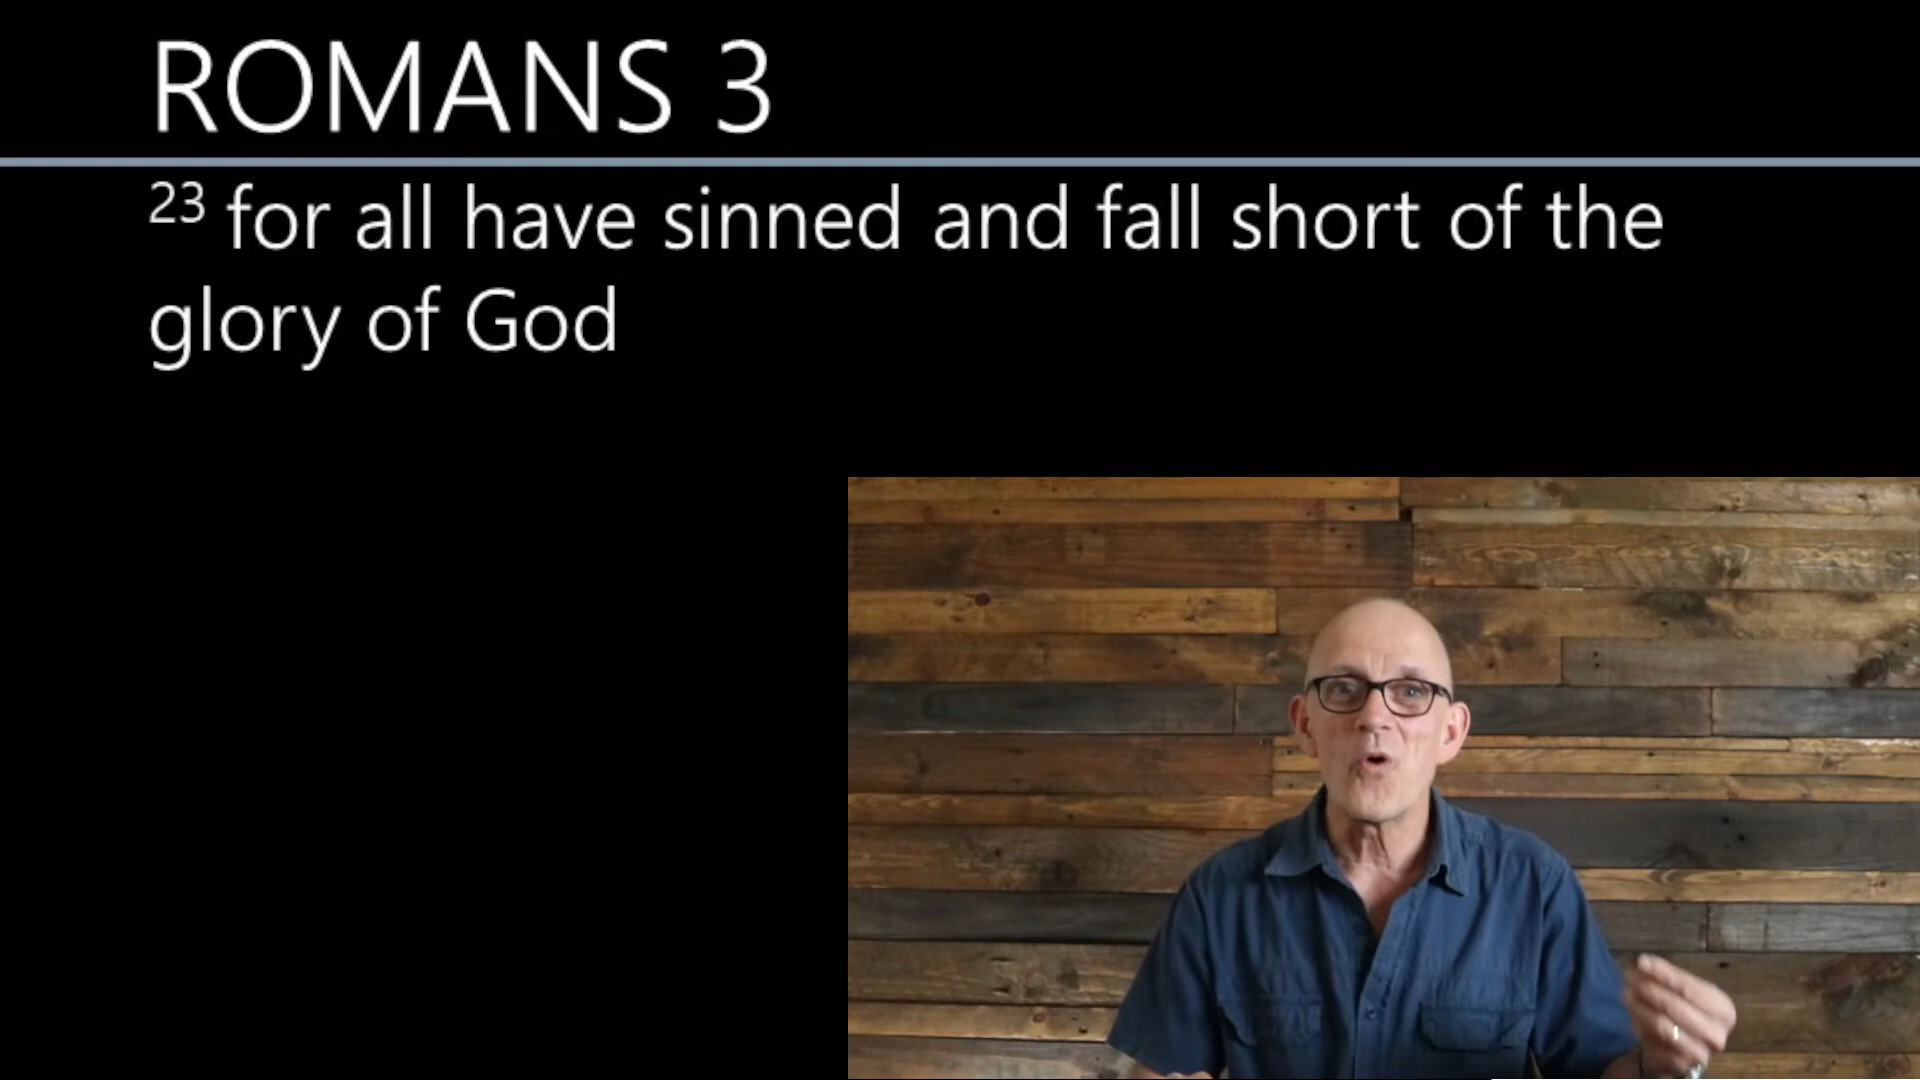 ROMANS 3
23 for all have sinned and fall short of the
glory of God